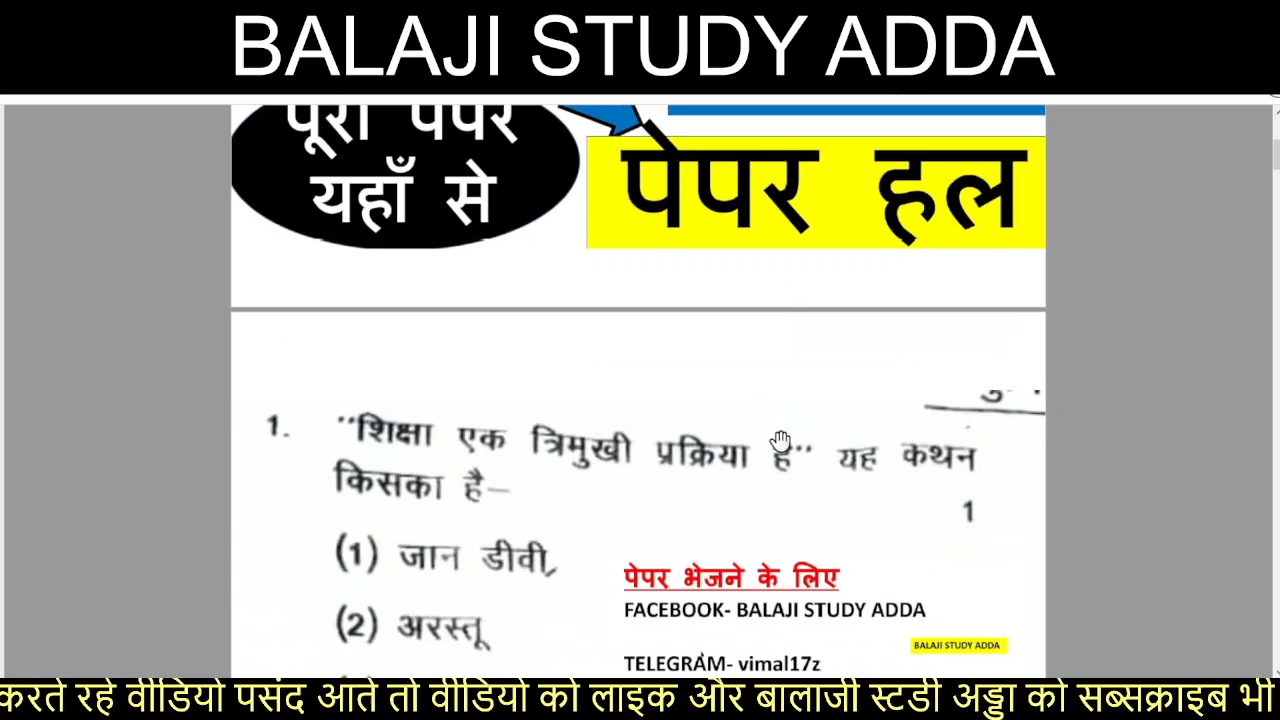 BALAJI STUDY ADDA
पूरा पेपर
यहाँ से
पेपर हल
1. "शिक्षा एक त्रिमुखी प्रक्रिया है" यह कथन
किसका है–
1
(1) जान डीवी
(2) अरस्तू
पेपर भेजने के लिए
FACEBOOK- BALAJI STUDY ADDA
BALAJI STUDY ADDA
TELEGRAM- vimal17z
करते रहे वीडियो पसंद आते तो वीडियो को लाइक और बालाजी स्टडी अड्डा को सब्सक्राइब भी